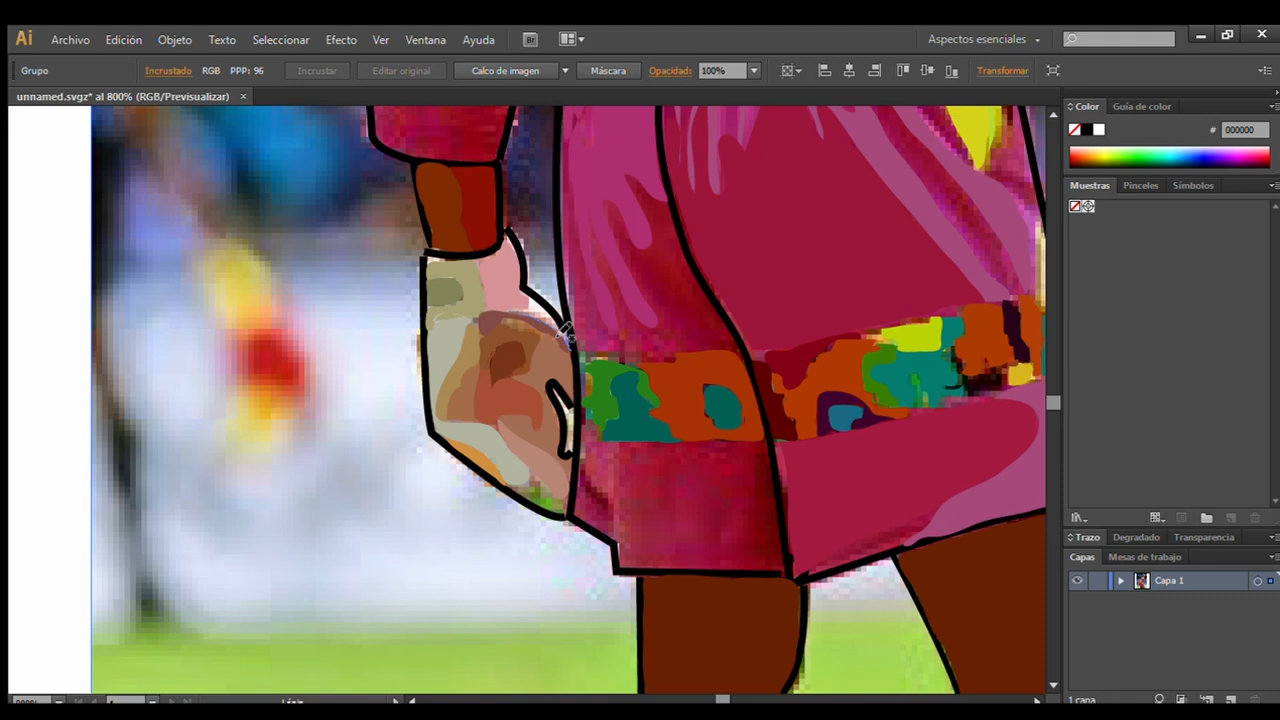 Ai Archivo Edición Objeto Texto Seleccionar Efecto Ver Ventana Ayuda Br Aspectos esenciales
Grupo Incrustado RGB PPP: 96 Incrustar Editar original Calco de imagen Máscara Opacidad: 100% Transformar
unnamed.svgz* al 800% (RGB/Previsualizar) ×
Color Guía de color
# 000000
Muestras Pinceles Símbolos
Trazo Degradado Transparencia
Capas Mesas de trabajo
Capa 1
1 capa